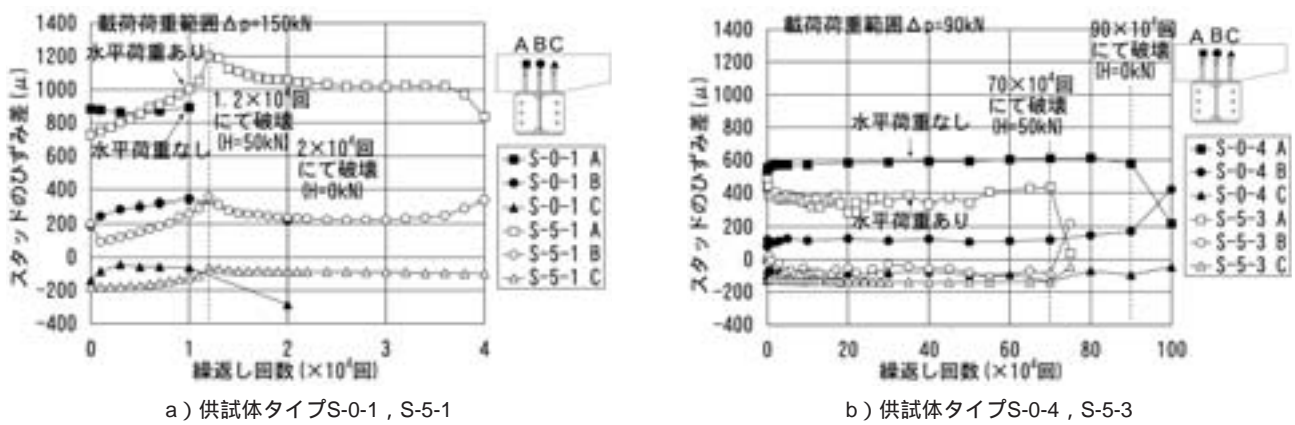 載荷荷重範囲Δp=150kN
水平荷重あり
1.2×10⁴回
にて破壊
(H=50kN)
水平荷重なし
2×10⁴回
にて破壊
(H=0kN)
スタッドのひずみ差(μ)
1400
1200
1000
800
600
400
200
0
-200
-400
0
1
2
3
4
繰返し回数(×10⁴回)
A B C
S-0-1 A
S-0-1 B
S-0-1 C
S-5-1 A
S-5-1 B
S-5-1 C
a）供試体タイプS-0-1，S-5-1
載荷荷重範囲Δp=90kN
90×10⁴回
にて破壊
(H=0kN)
70×10⁴回
にて破壊
(H=50kN)
水平荷重なし
水平荷重あり
スタッドのひずみ差(μ)
1400
1200
1000
800
600
400
200
0
-200
-400
0
20
40
60
80
100
繰返し回数(×10⁴回)
A B C
S-0-4 A
S-0-4 B
S-0-4 C
S-5-3 A
S-5-3 B
S-5-3 C
b）供試体タイプS-0-4，S-5-3